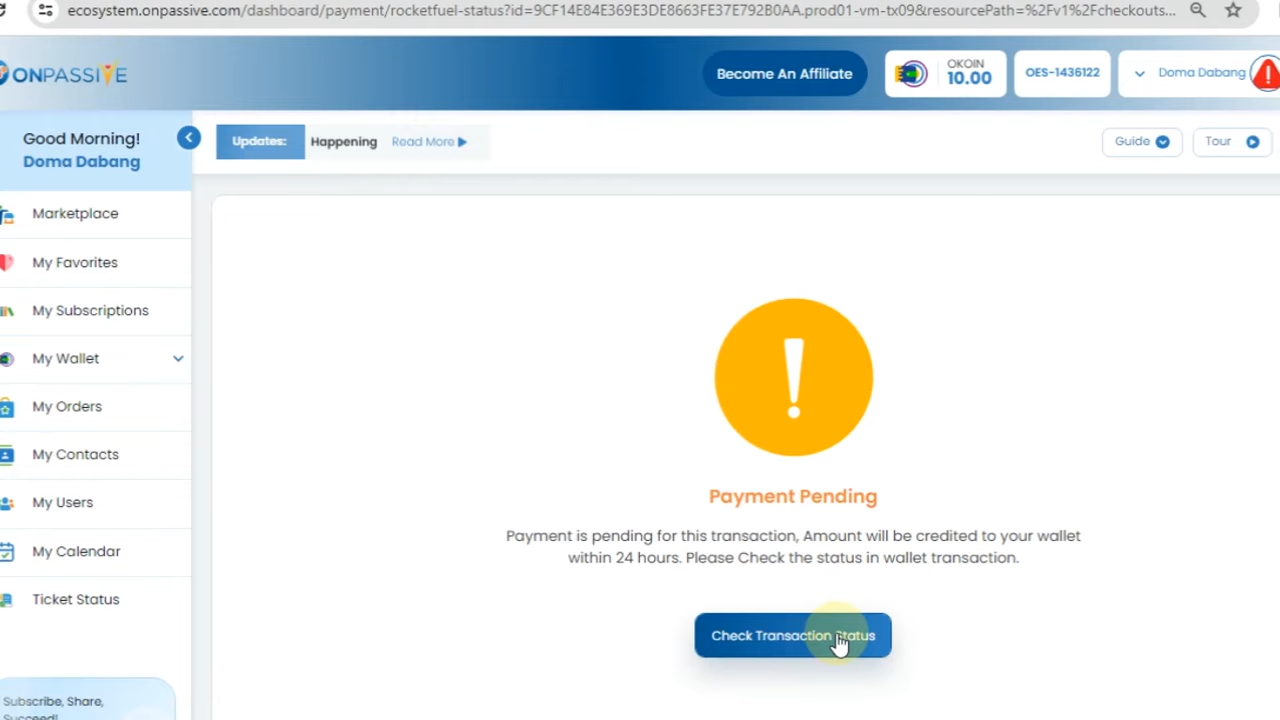 ecosystem.onpassive.com/dashboard/payment/rocketfuel-status?id=9CF14E84E369E3DE8663FE37E792B0AA.prod01-vm-tx09&resourcePath=%2Fv1%2Fcheckouts...
ONPASSIVE
Become An Affiliate
OKOIN
10.00
OES-1436122
Doma Dabang
Good Morning!
Doma Dabang
Updates:
Happening
Read More
Guide
Tour
Marketplace
My Favorites
My Subscriptions
My Wallet
My Orders
My Contacts
My Users
My Calendar
Ticket Status
Payment Pending
Payment is pending for this transaction, Amount will be credited to your wallet
within 24 hours. Please Check the status in wallet transaction.
Check Transaction Status
Subscribe, Share,
Succeed!